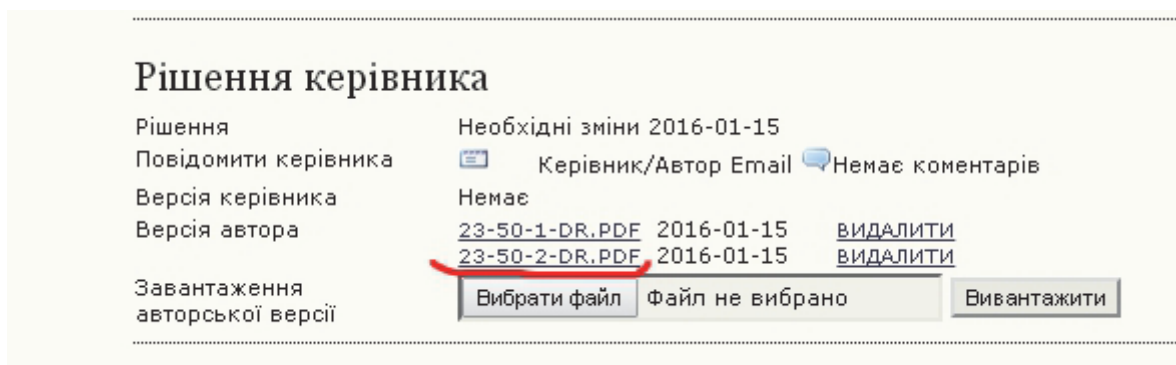 Рішення керівника
Рішення Необхідні зміни 2016-01-15
Повідомити керівника Керівник/Автор Email Немає коментарів
Версія керівника Немає
Версія автора 23-50-1-DR.PDF 2016-01-15 ВИДАЛИТИ
23-50-2-DR.PDF 2016-01-15 ВИДАЛИТИ
Завантаження
авторської версії Вибрати файл Файл не вибрано Вивантажити